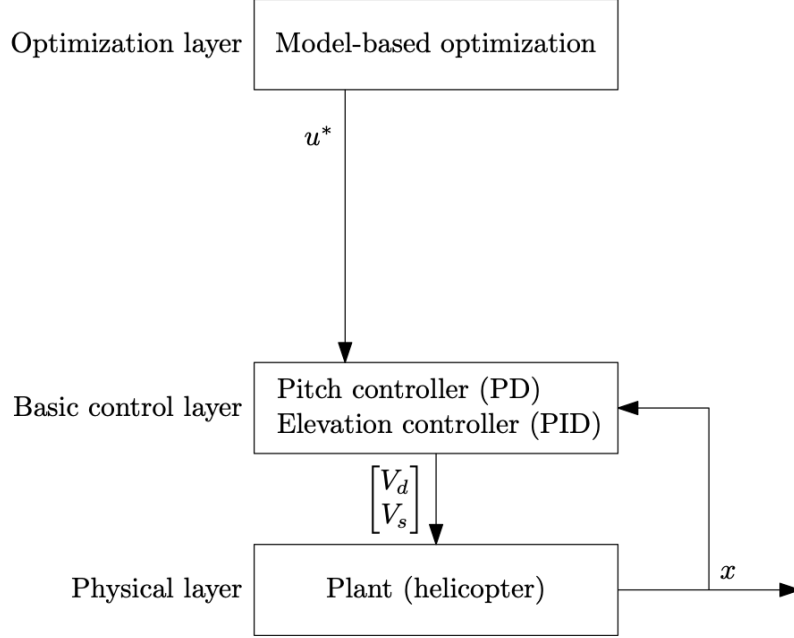 Optimization layer
Model-based optimization
u*
Basic control layer
Pitch controller (PD)
Elevation controller (PID)
V_d
V_s
Physical layer
Plant (helicopter)
x